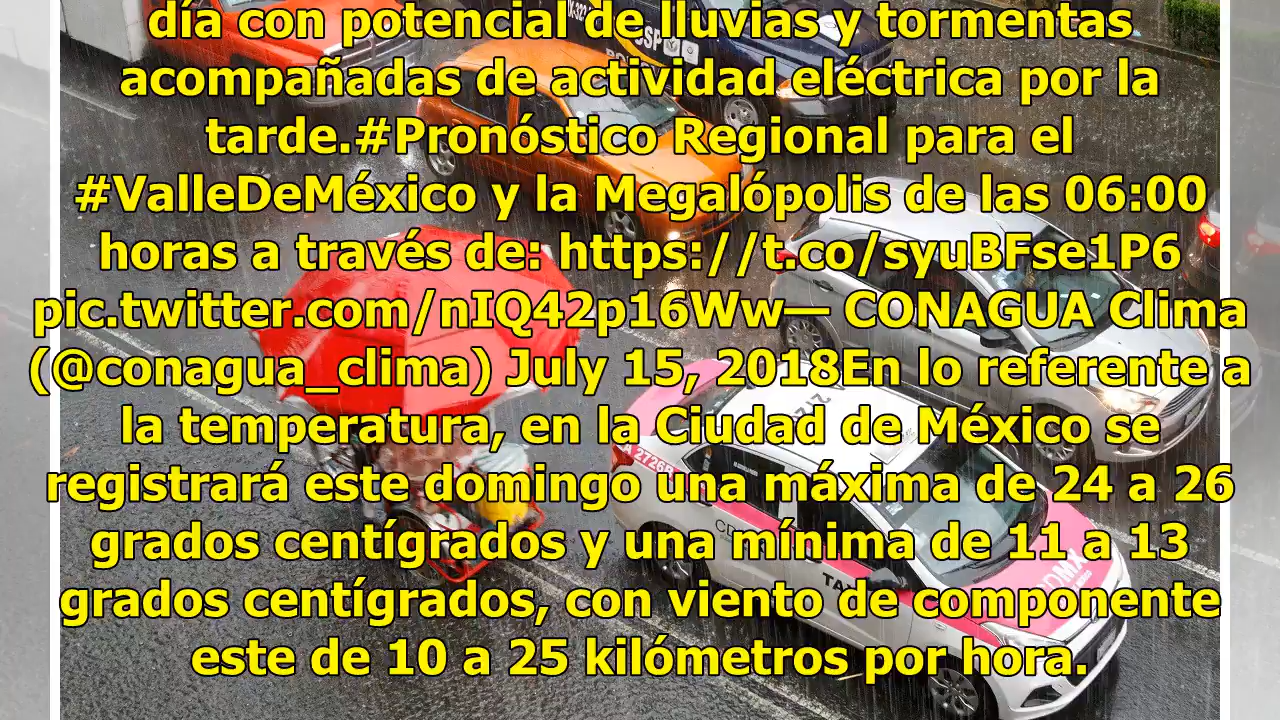 día con potencial de lluvias y tormentas
acompañadas de actividad eléctrica por la
tarde.#Pronóstico Regional para el
#ValleDeMéxico y la Megalópolis de las 06:00
horas a través de: https://t.co/syuBFse1P6
pic.twitter.com/nIQ42p16Ww— CONAGUA Clima
(@conagua_clima) July 15, 2018En lo referente a
la temperatura, en la Ciudad de México se
registrará este domingo una máxima de 24 a 26
grados centígrados y una mínima de 11 a 13
grados centígrados, con viento de componente
este de 10 a 25 kilómetros por hora.